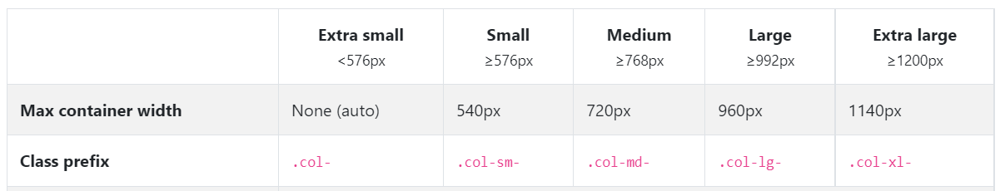 Extra small Small Medium Large Extra large
<576px ≥576px ≥768px ≥992px ≥1200px
Max container width None (auto) 540px 720px 960px 1140px
Class prefix .col- .col-sm- .col-md- .col-lg- .col-xl-